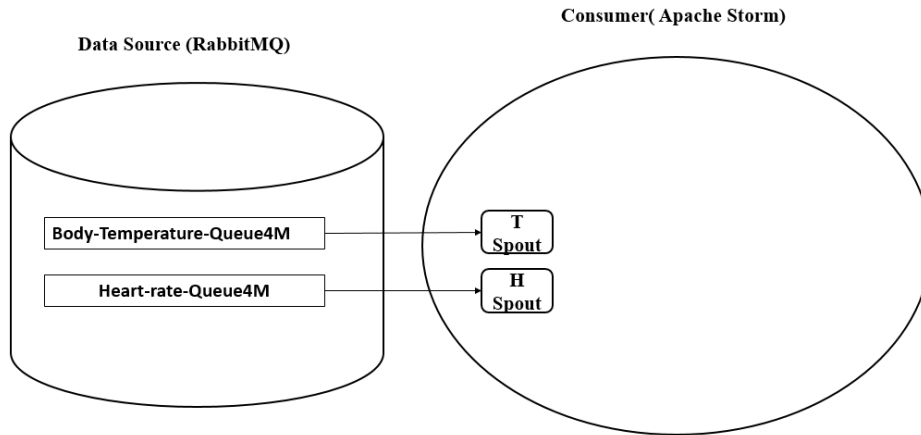 Consumer( Apache Storm)
Data Source (RabbitMQ)
Body-Temperature-Queue4M
T
Spout
Heart-rate-Queue4M
H
Spout